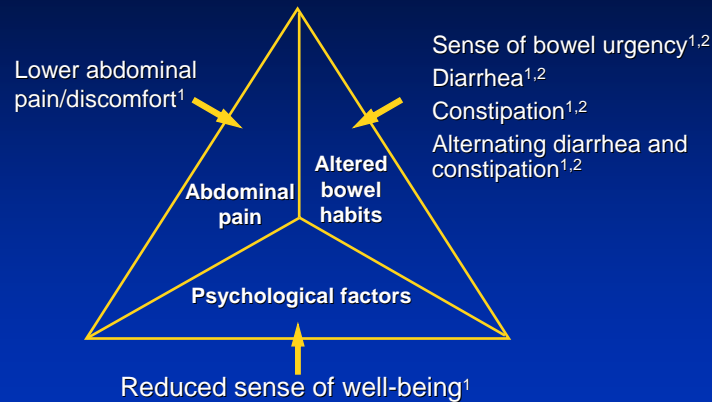 Lower abdominal
pain/discomfort¹
Sense of bowel urgency¹,²
Diarrhea¹,²
Constipation¹,²
Alternating diarrhea and
constipation¹,²
Abdominal
pain
Altered
bowel
habits
Psychological factors
Reduced sense of well-being¹